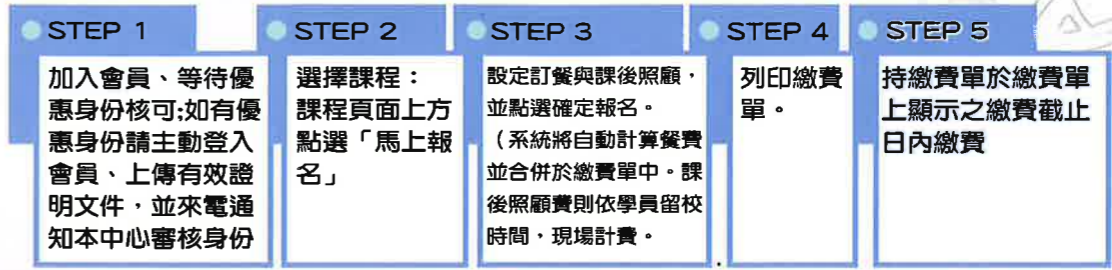 STEP 1
加入會員、等待優
惠身份核可;如有優
惠身份請主動登入
會員、上傳有效證
明文件，並來電通
知本中心審核身份
STEP 2
選擇課程：
課程頁面上方
點選「馬上報
名」
STEP 3
設定訂餐與課後照顧，
並點選確定報名。
（系統將自動計算餐費
並合併於繳費單中。課
後照顧費則依學員留校
時間，現場計費。
STEP 4
列印繳費
單。
STEP 5
持繳費單於繳費單
上顯示之繳費截止
日內繳費